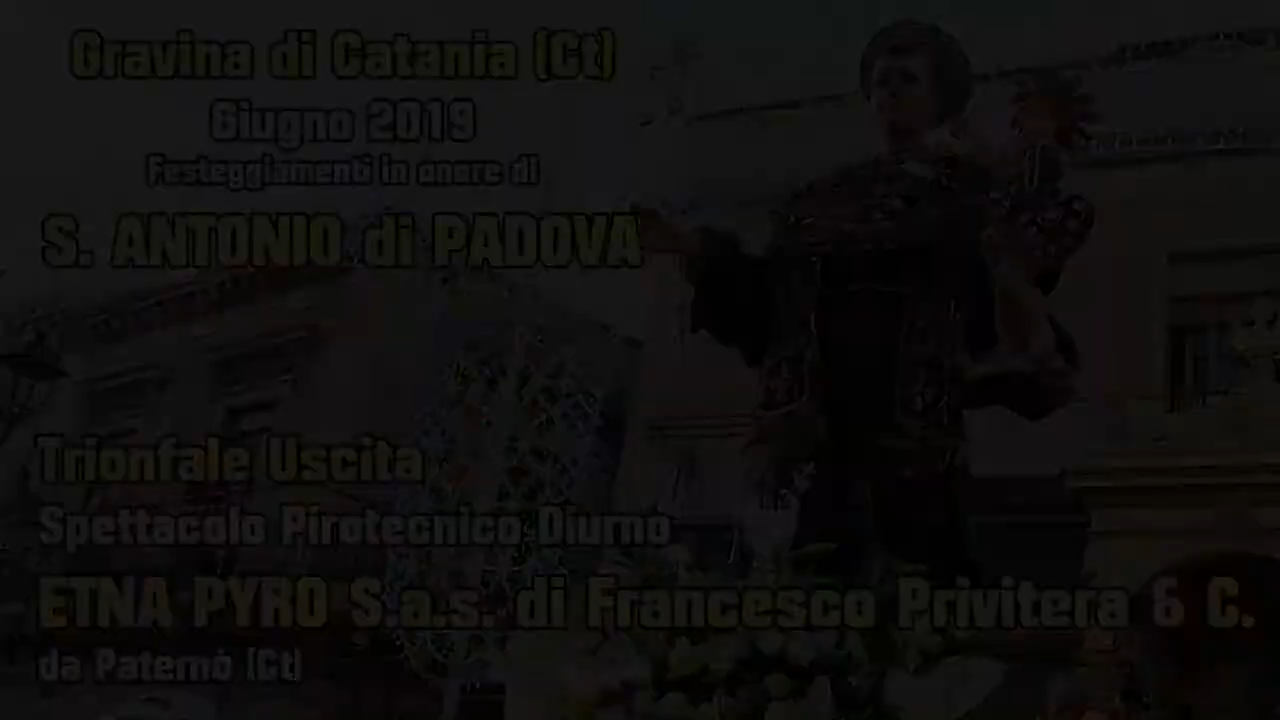 Gravina di Catania (Ct)
Giugno 2019
Festeggiamenti in onore di
S. ANTONIO di PADOVA
Trionfale Uscita
Spettacolo Pirotecnico Diurno
ETNA PYRO S.a.s. di Francesco Privitera & C.
da Paternò (Ct)